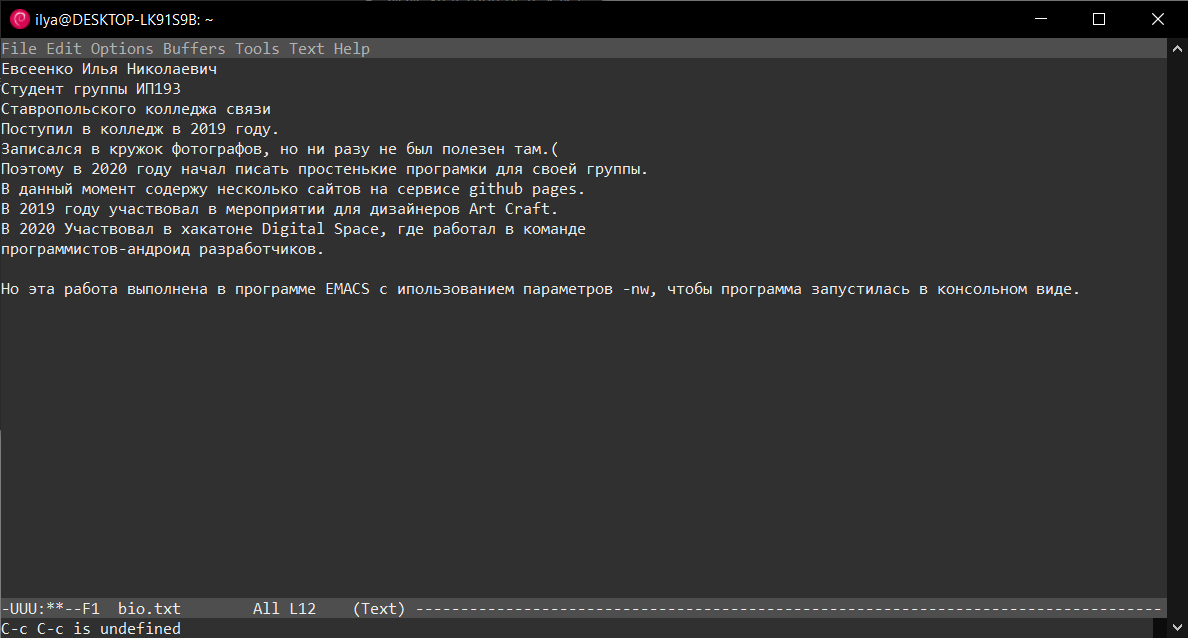 ilya@DESKTOP-LK91S9B: ~
File Edit Options Buffers Tools Text Help
Евсеенко Илья Николаевич
Студент группы ИП193
Ставропольского колледжа связи
Поступил в колледж в 2019 году.
Записался в кружок фотографов, но ни разу не был полезен там.(
Поэтому в 2020 году начал писать простенькие програмки для своей группы.
В данный момент содержу несколько сайтов на сервисе github pages.
В 2019 году участвовал в мероприятии для дизайнеров Art Craft.
В 2020 Участвовал в хакатоне Digital Space, где работал в команде
программистов-андроид разработчиков.
Но эта работа выполнена в программе EMACS с ипользованием параметров -nw, чтобы программа запустилась в консольном виде.
-UUU:**--F1  bio.txt        All L12    (Text) -----------------------------------------------------------------------------------
C-c C-c is undefined